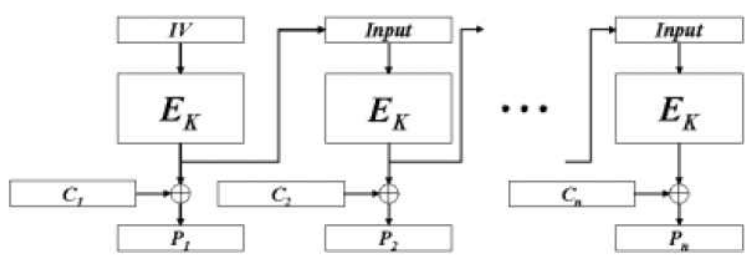 IV Input Input
E_K E_K ... E_K
C_1 C_2 C_n
P_1 P_2 P_n